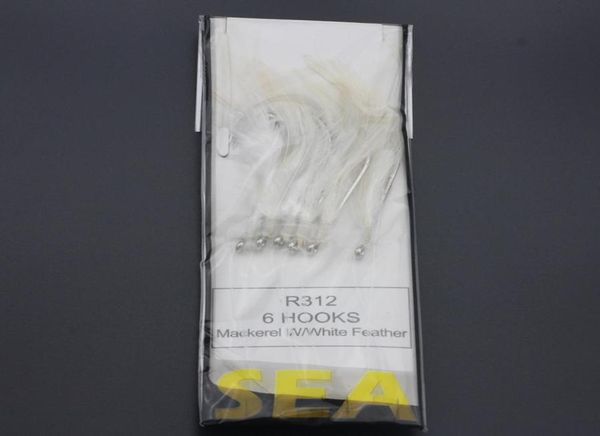 R312
6 HOOKS
Mackerel W/White Feather
SEA